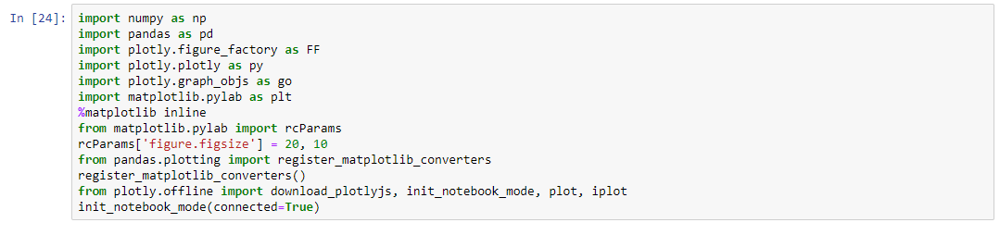 In [24]: import numpy as np
import pandas as pd
import plotly.figure_factory as FF
import plotly.plotly as py
import plotly.graph_objs as go
import matplotlib.pylab as plt
%matplotlib inline
from matplotlib.pylab import rcParams
rcParams['figure.figsize'] = 20, 10
from pandas.plotting import register_matplotlib_converters
register_matplotlib_converters()
from plotly.offline import download_plotlyjs, init_notebook_mode, plot, iplot
init_notebook_mode(connected=True)